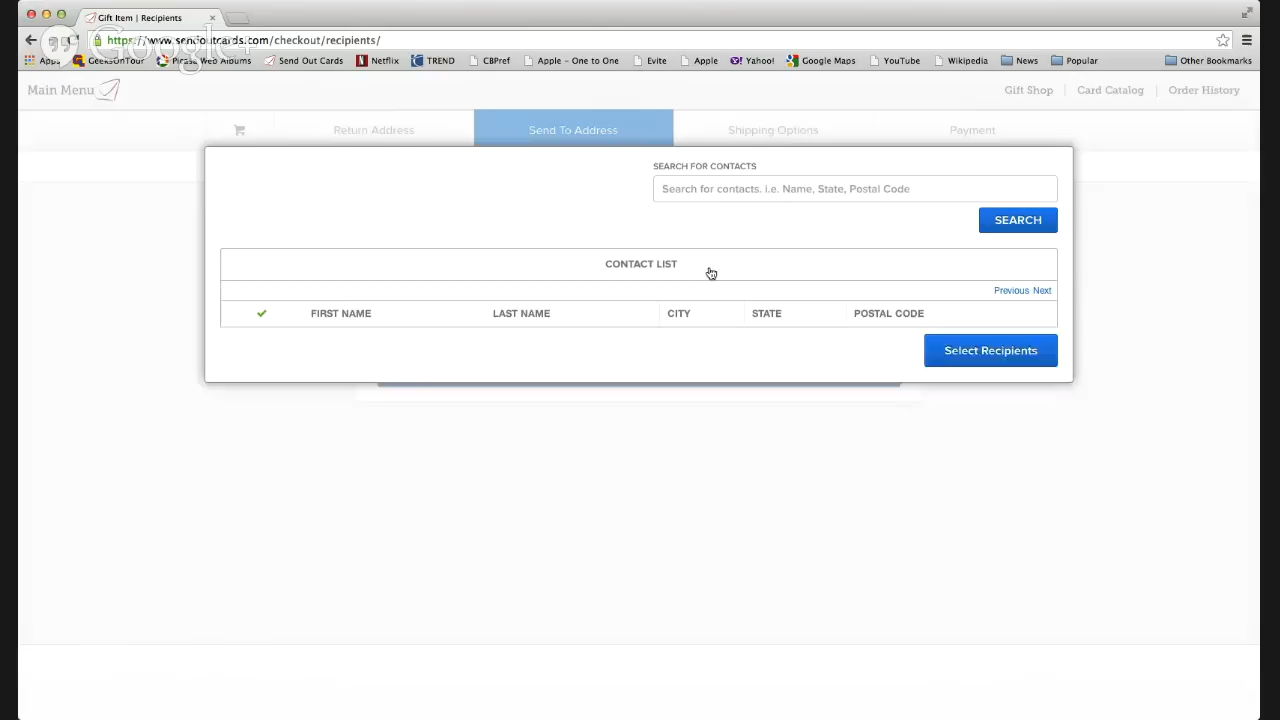 Gift Item | Recipients
https://www.sendoutcards.com/checkout/recipients/
Google+
Apps GeeksOnTour Picasa Web Albums Send Out Cards Netflix TREND CBPref Apple - One to One Evite Apple Yahoo! Google Maps YouTube Wikipedia News Popular Other Bookmarks
Main Menu Gift Shop Card Catalog Order History
Return Address Send To Address Shipping Options Payment
SEARCH FOR CONTACTS
Search for contacts. i.e. Name, State, Postal Code
SEARCH
CONTACT LIST
Previous Next
FIRST NAME LAST NAME CITY STATE POSTAL CODE
Select Recipients